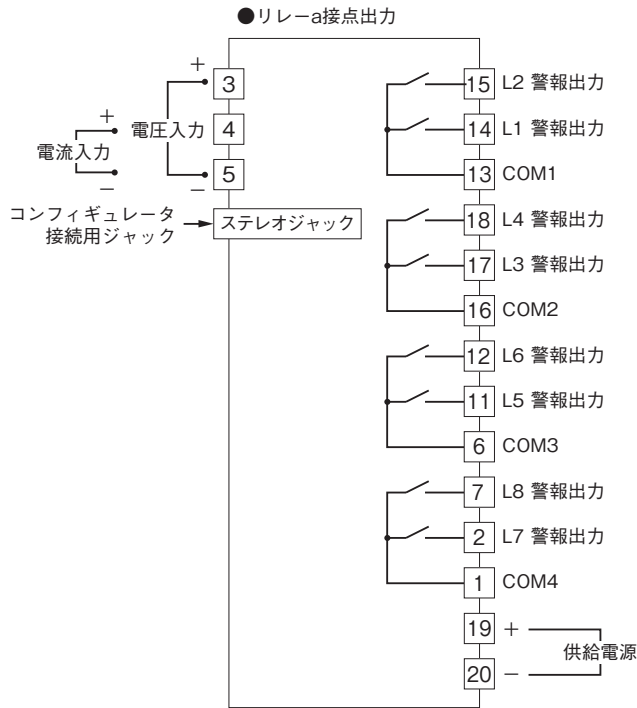 ●リレーa接点出力
+
3
電圧入力
4
−
5
+
電流入力
−
コンフィギュレータ
接続用ジャック
ステレオジャック
15 L2 警報出力
14 L1 警報出力
13 COM1
18 L4 警報出力
17 L3 警報出力
16 COM2
12 L6 警報出力
11 L5 警報出力
6 COM3
7 L8 警報出力
2 L7 警報出力
1 COM4
19 +
供給電源
20 −